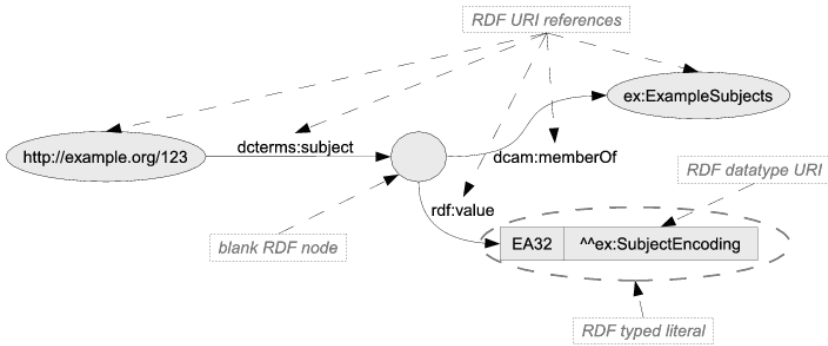 RDF URI references
ex:ExampleSubjects
http://example.org/123
dcterms:subject
dcam:memberOf
RDF datatype URI
rdf:value
blank RDF node
EA32
^^ex:SubjectEncoding
RDF typed literal